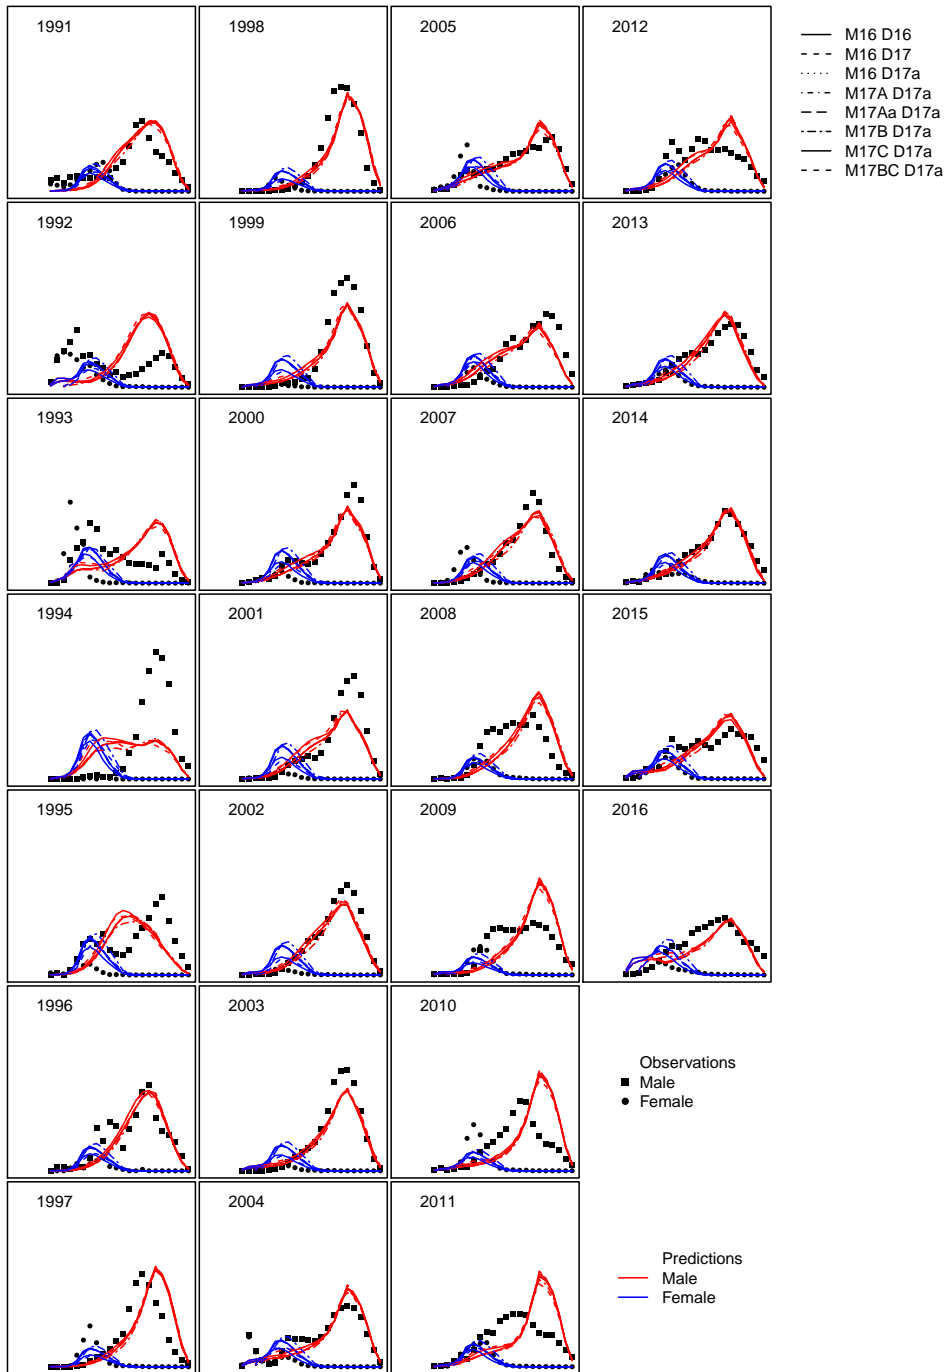 1991
1998
2005
2012
M16 D16
M16 D17
M16 D17a
M17A D17a
M17Aa D17a
M17B D17a
M17C D17a
M17BC D17a
1992
1999
2006
2013
1993
2000
2007
2014
1994
2001
2008
2015
1995
2002
2009
2016
1996
2003
2010
Observations
Male
Female
1997
2004
2011
Predictions
Male
Female